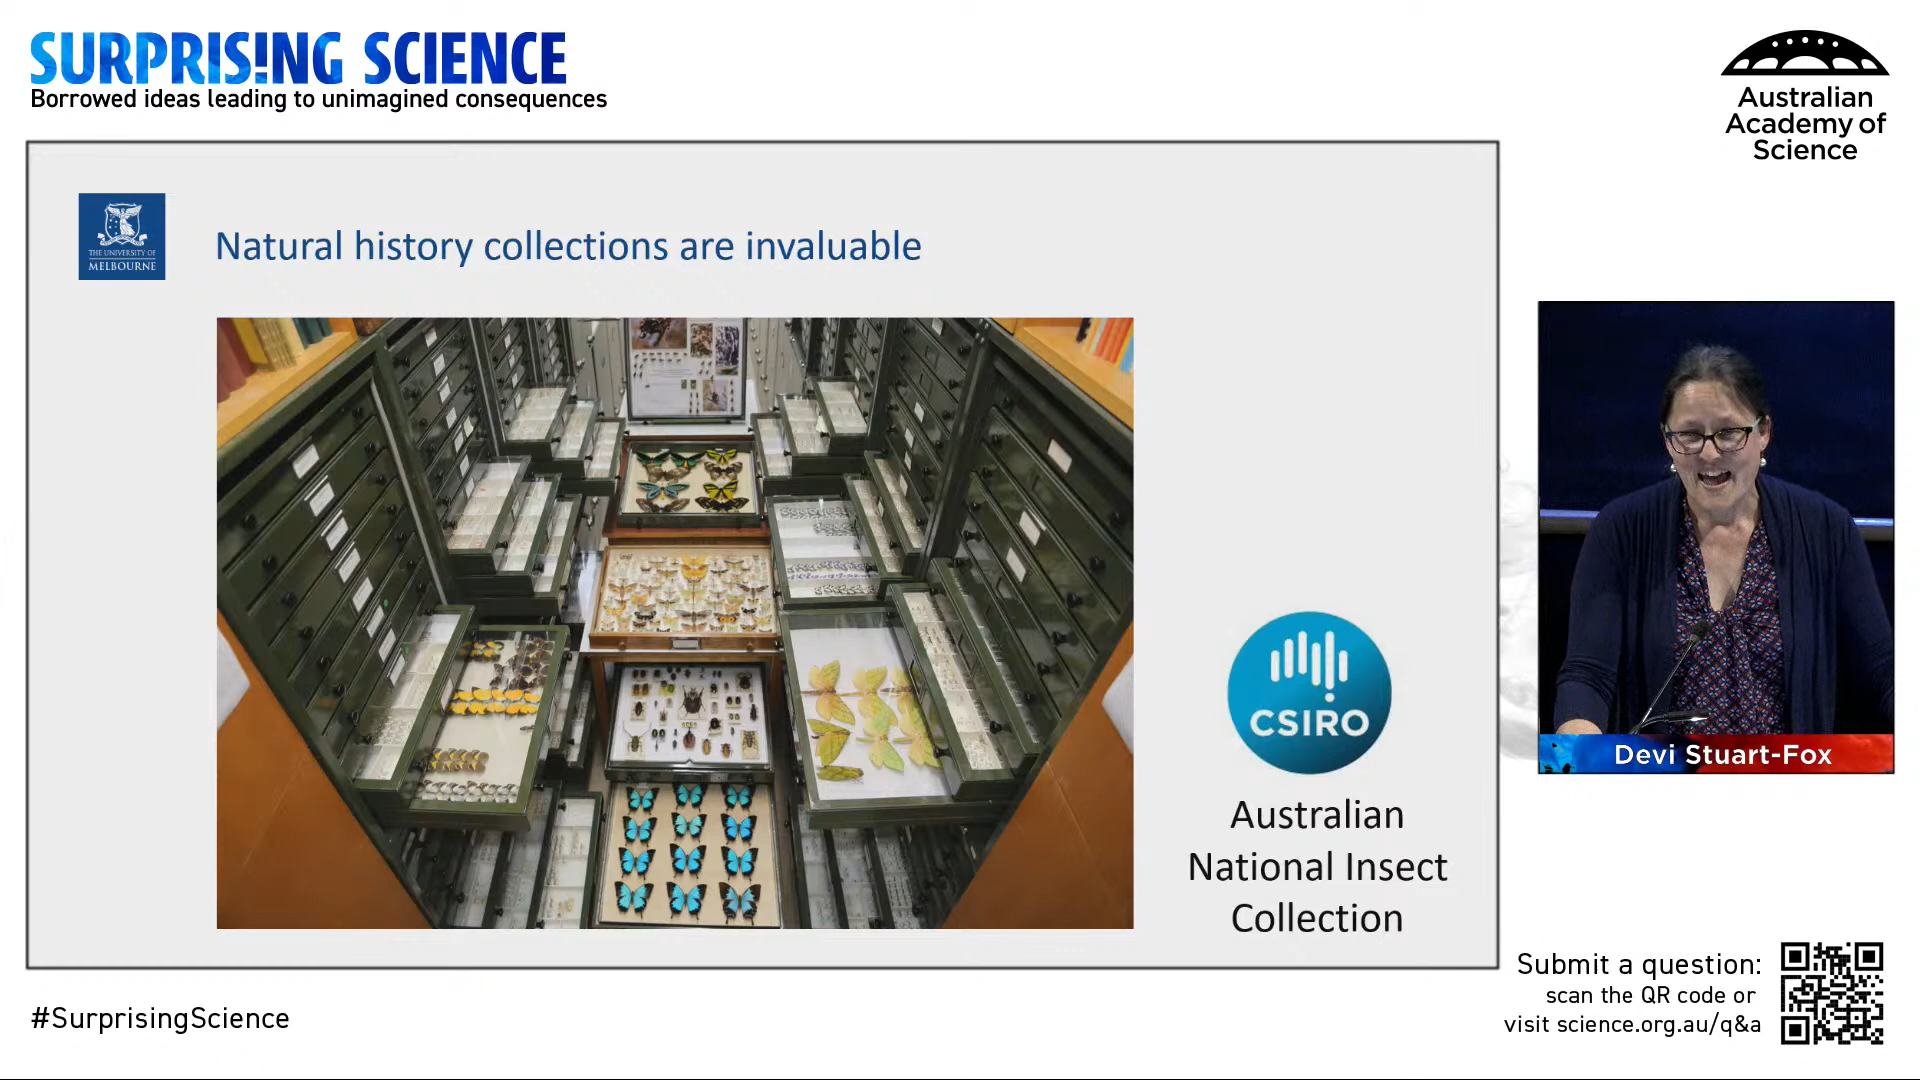 SURPRIS!NG SCIENCE
Borrowed ideas leading to unimagined consequences
Australian
Academy of
Science
THE UNIVERSITY OF
MELBOURNE
Natural history collections are invaluable
CSIRO
Australian
National Insect
Collection
Devi Stuart-Fox
Submit a question:
scan the QR code or
visit science.org.au/q&a
#SurprisingScience